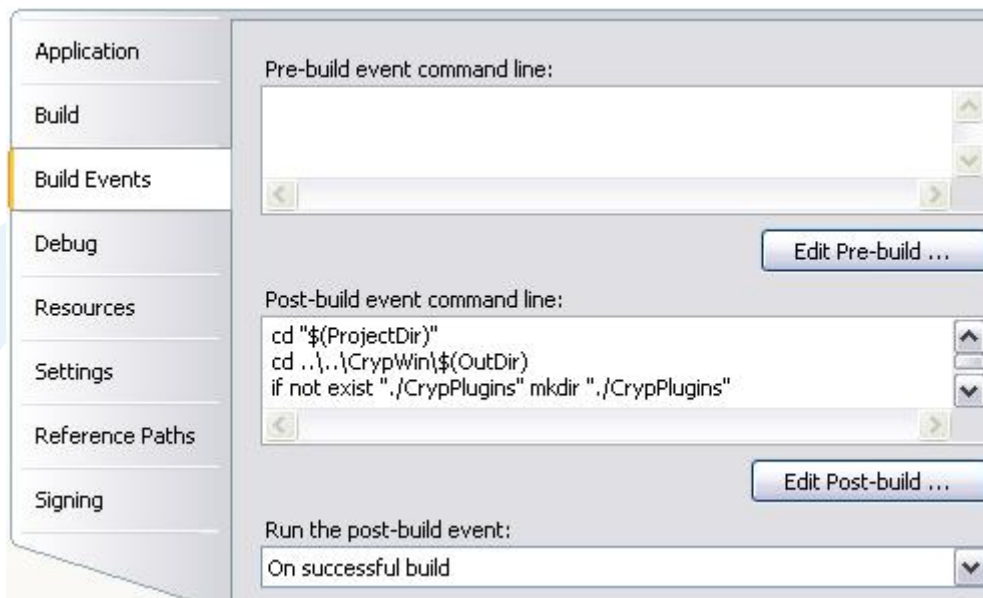 Application
Build
Build Events
Debug
Resources
Settings
Reference Paths
Signing
Pre-build event command line:
Edit Pre-build ...
Post-build event command line:
cd "$(ProjectDir)"
cd ..\..\CrypWin\$(OutDir)
if not exist "./CrypPlugins" mkdir "./CrypPlugins"
Edit Post-build ...
Run the post-build event:
On successful build